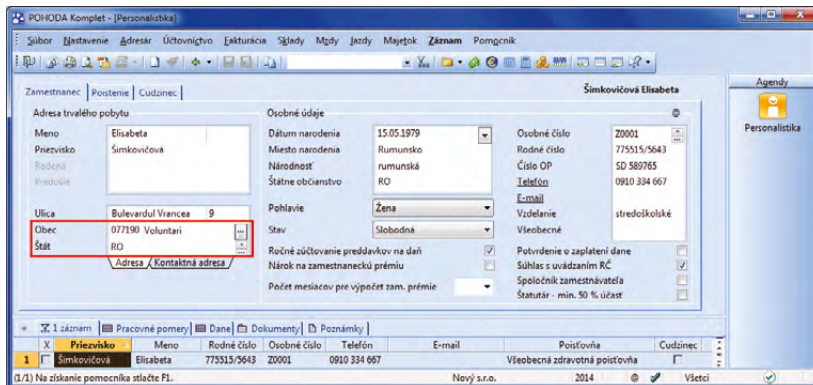 POHODA Komplet - [Personalistika]
Súbor Nastavenie Adresár Účtovníctvo Fakturácia Sklady Mzdy Jazdy Majetok Záznam Pomocník
Zamestnanec Poistenie Cudzinec Šimkovičová Elisabeta
Agendy
Personalistika
Adresa trvalého pobytu Osobné údaje @
Meno Elisabeta Dátum narodenia 15.05.1979 Osobné číslo Z0001
Priezvisko Šimkovičová Miesto narodenia Rumunsko Rodné číslo 775515/5643
Rodená Národnosť rumunská Číslo OP SD 589765
Predošlé Štátne občianstvo RO Telefón 0910 334 667
E-mail
Ulica Bulevardul Vrancea 9 Pohlavie Žena Vzdelanie stredoškolské
Obec 077190 Voluntari Stav Slobodná Všeobecné
Štát RO Ročné zúčtovanie preddavkov na daň Potvrdenie o zaplatení dane
Adresa Kontaktná adresa Nárok na zamestnaneckú prémiu Súhlas s uvádzaním RČ
Počet mesiacov pre výpočet zam. prémie Spoločník zamestnávateľa
Štatutár - min. 50 % účasť
1 záznam Pracovné pomery Dane Dokumenty Poznámky
X Priezvisko Meno Rodné číslo Osobné číslo Telefón E-mail Poisťovňa Cudzinec
1 Šimkovičová Elisabeta 775515/5643 Z0001 0910 334 667 Všeobecná zdravotná poisťovňa
(1/1) Na získanie pomocníka stlačte F1. Nový s.r.o. 2014 @ Všetci